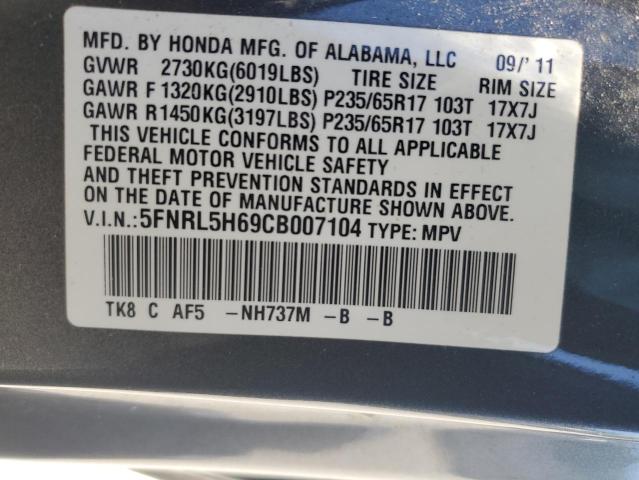 MFD. BY HONDA MFG. OF ALABAMA, LLC 09/' 11
GVWR 2730KG(6019LBS) TIRE SIZE RIM SIZE
GAWR F 1320KG(2910LBS) P235/65R17 103T 17X7J
GAWR R1450KG(3197LBS) P235/65R17 103T 17X7J
THIS VEHICLE CONFORMS TO ALL APPLICABLE
FEDERAL MOTOR VEHICLE SAFETY
AND THEFT PREVENTION STANDARDS IN EFFECT
ON THE DATE OF MANUFACTURE SHOWN ABOVE.
V.I.N.:5FNRL5H69CB007104 TYPE: MPV
TK8 C AF5 -NH737M -B -B